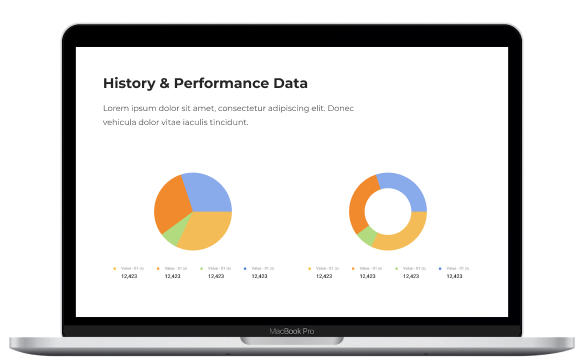 History & Performance Data
Lorem ipsum dolor sit amet, consectetur adipiscing elit. Donec
vehicula dolor vitae iaculis tincidunt.
Value - 01 (x) Value - 01 (x) Value - 01 (x) Value - 01 (x)
12,423 12,423 12,423 12,423
Value - 01 (x) Value - 01 (x) Value - 01 (x) Value - 01 (x)
12,423 12,423 12,423 12,423
MacBook Pro